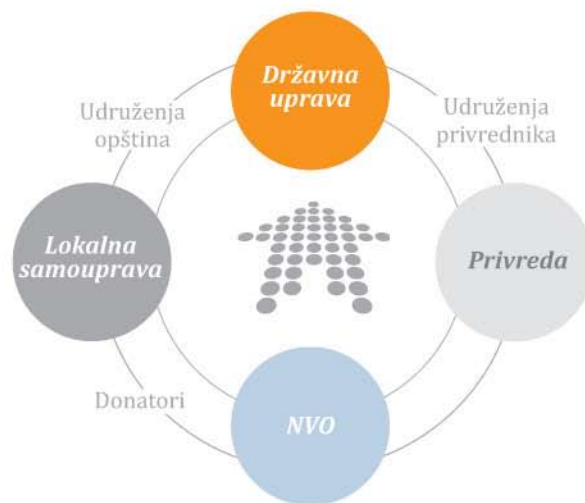 Državna
uprava
Udruženja
opština
Udruženja
privrednika
Lokalna
samouprava
Privreda
Donatori
NVO